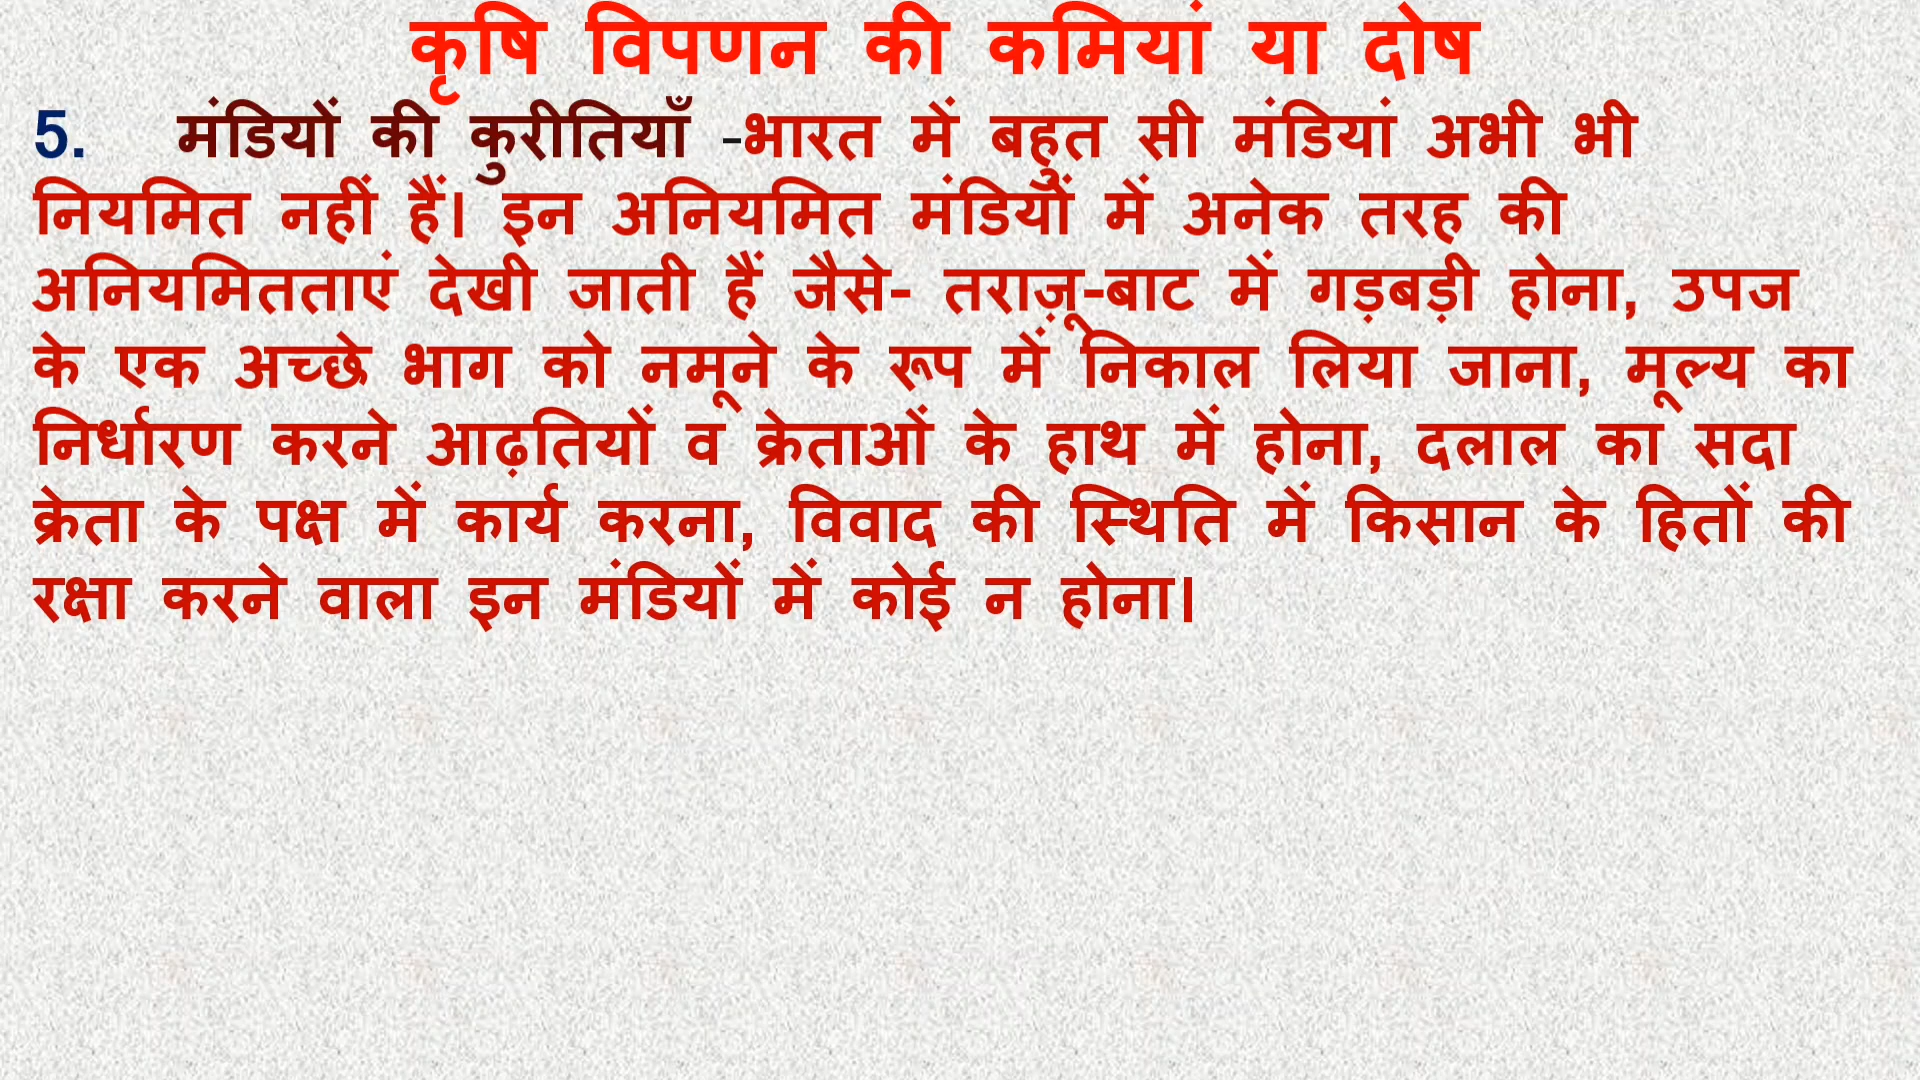 कृषि विपणन की कमियां या दोष
5. मंडियों की कुरीतियाँ -भारत में बहुत सी मंडियां अभी भी
नियमित नहीं हैं। इन अनियमित मंडियों में अनेक तरह की
अनियमितताएं देखी जाती हैं जैसे- तराज़ू-बाट में गड़बड़ी होना, उपज
के एक अच्छे भाग को नमूने के रूप में निकाल लिया जाना, मूल्य का
निर्धारण करने आढ़तियों व क्रेताओं के हाथ में होना, दलाल का सदा
क्रेता के पक्ष में कार्य करना, विवाद की स्थिति में किसान के हितों की
रक्षा करने वाला इन मंडियों में कोई न होना।